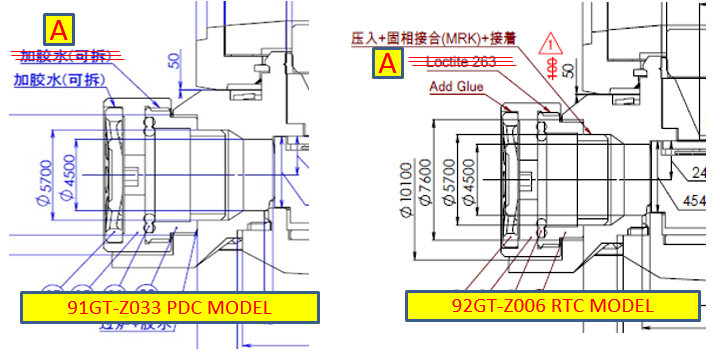 A
加胶水(可拆)
加胶水(可拆)
50
Φ5700
Φ4500
91GT-Z033 PDC MODEL
压入+固相接合(MRK)+接着
1
A
Loctite 263
Add Glue
50
Φ10100
Φ7600
Φ5700
Φ4500
24
454
92GT-Z006 RTC MODEL